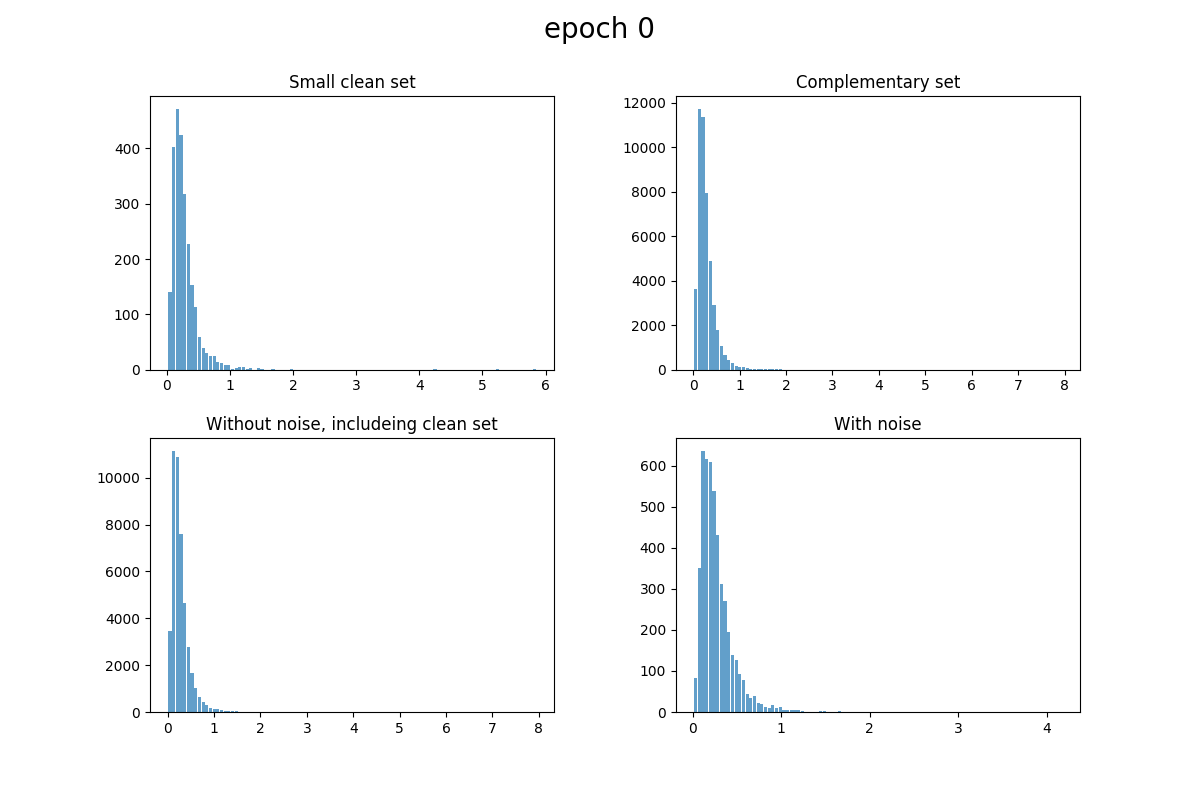 epoch 0
Small clean set
400
300
200
100
0
0 1 2 3 4 5 6
Complementary set
12000
10000
8000
6000
4000
2000
0
0 1 2 3 4 5 6 7 8
Without noise, includeing clean set
10000
8000
6000
4000
2000
0
0 1 2 3 4 5 6 7 8
With noise
600
500
400
300
200
100
0
0 1 2 3 4